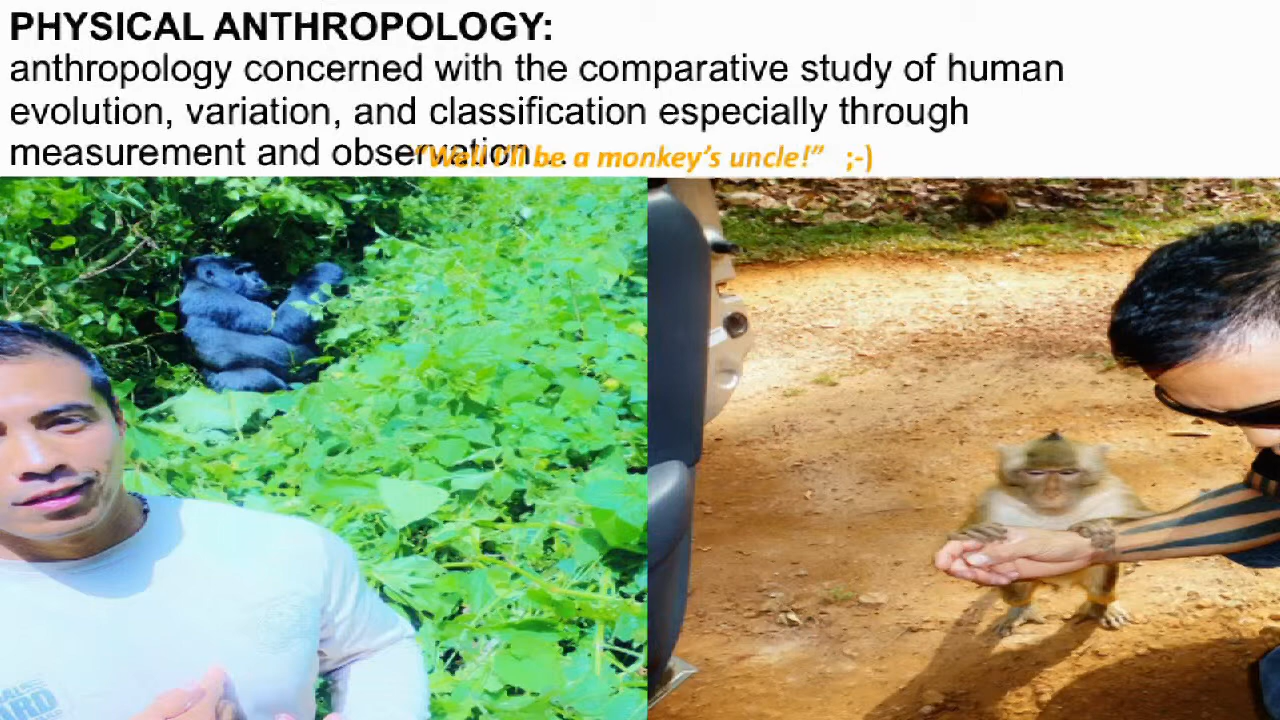 PHYSICAL ANTHROPOLOGY:
anthropology concerned with the comparative study of human
evolution, variation, and classification especially through
measurement and observation...
"Well I'll be a monkey's uncle!" ;-)
ARD